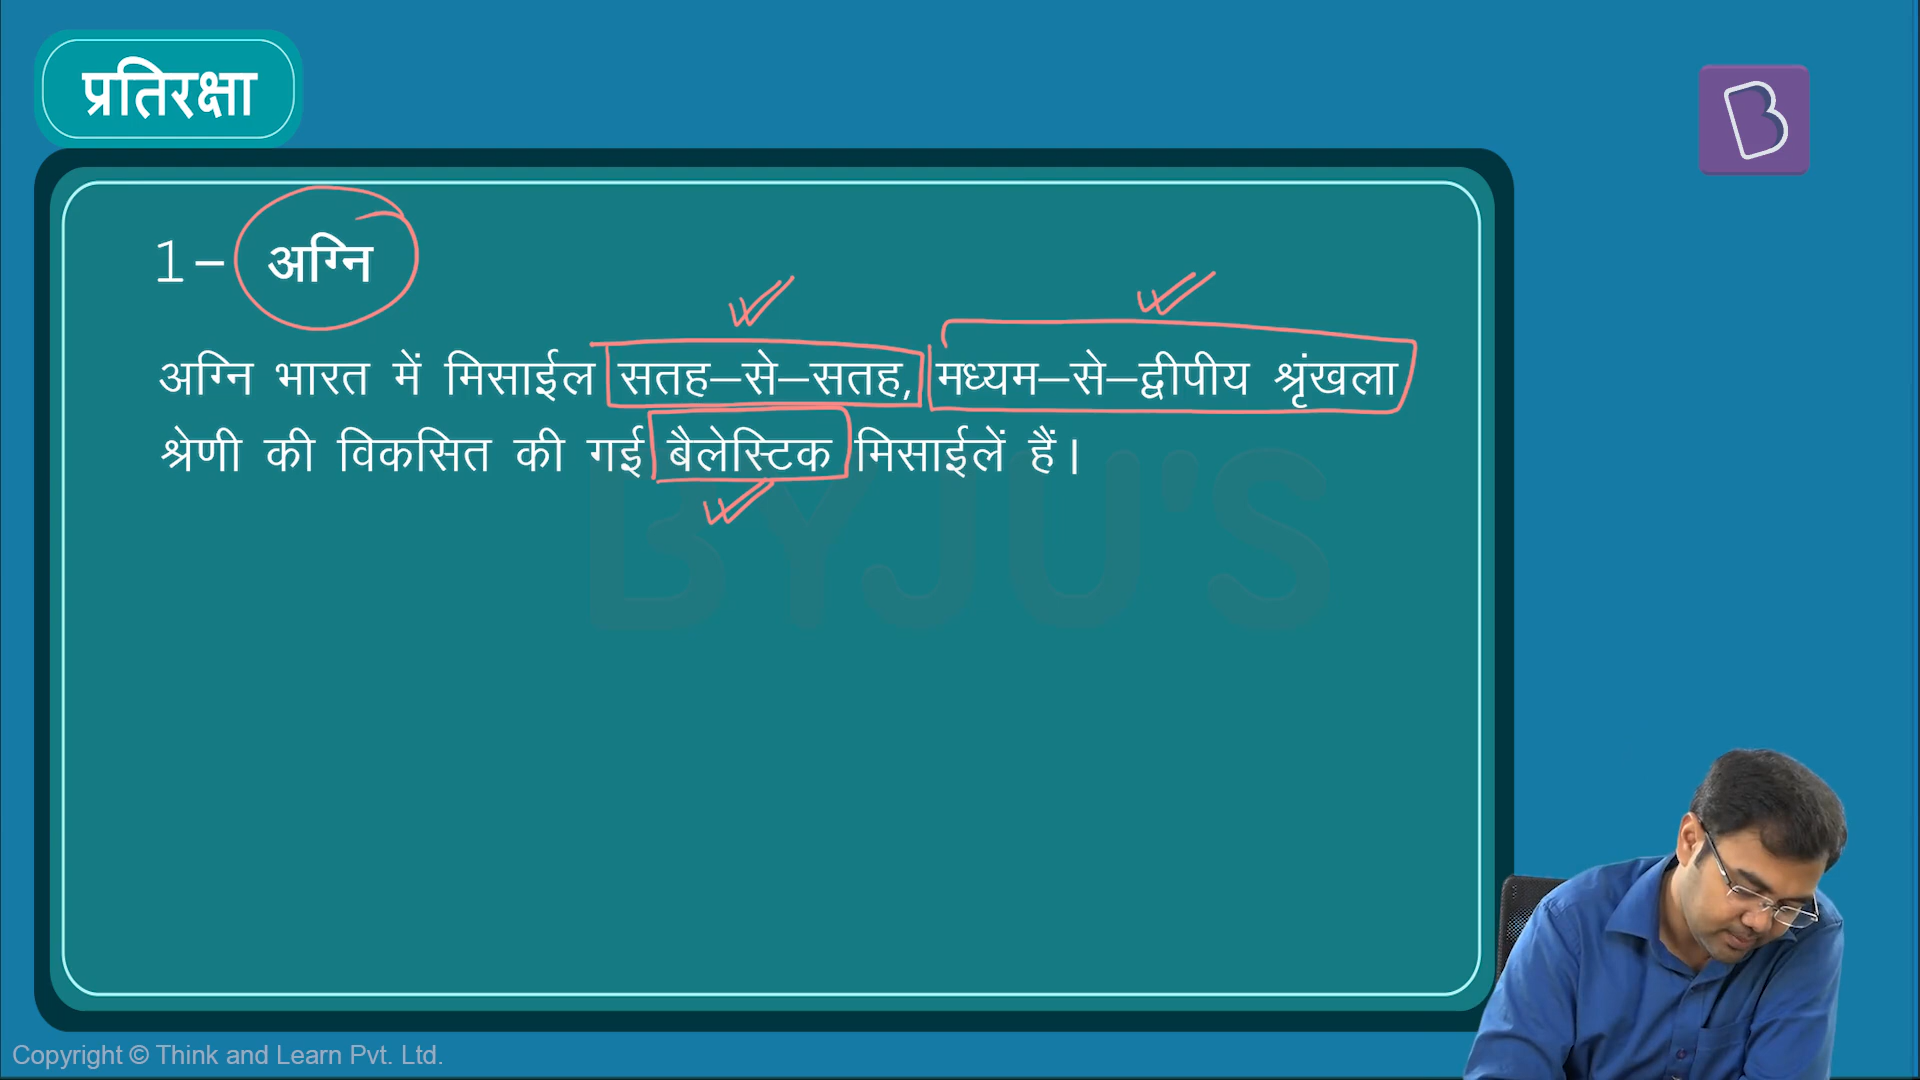 प्रतिरक्षा
B
1- अग्नि
अग्नि भारत में मिसाईल सतह–से–सतह, मध्यम–से–द्वीपीय श्रृंखला
श्रेणी की विकसित की गई बैलेस्टिक मिसाईलें हैं।
BYJU'S
Copyright © Think and Learn Pvt. Ltd.